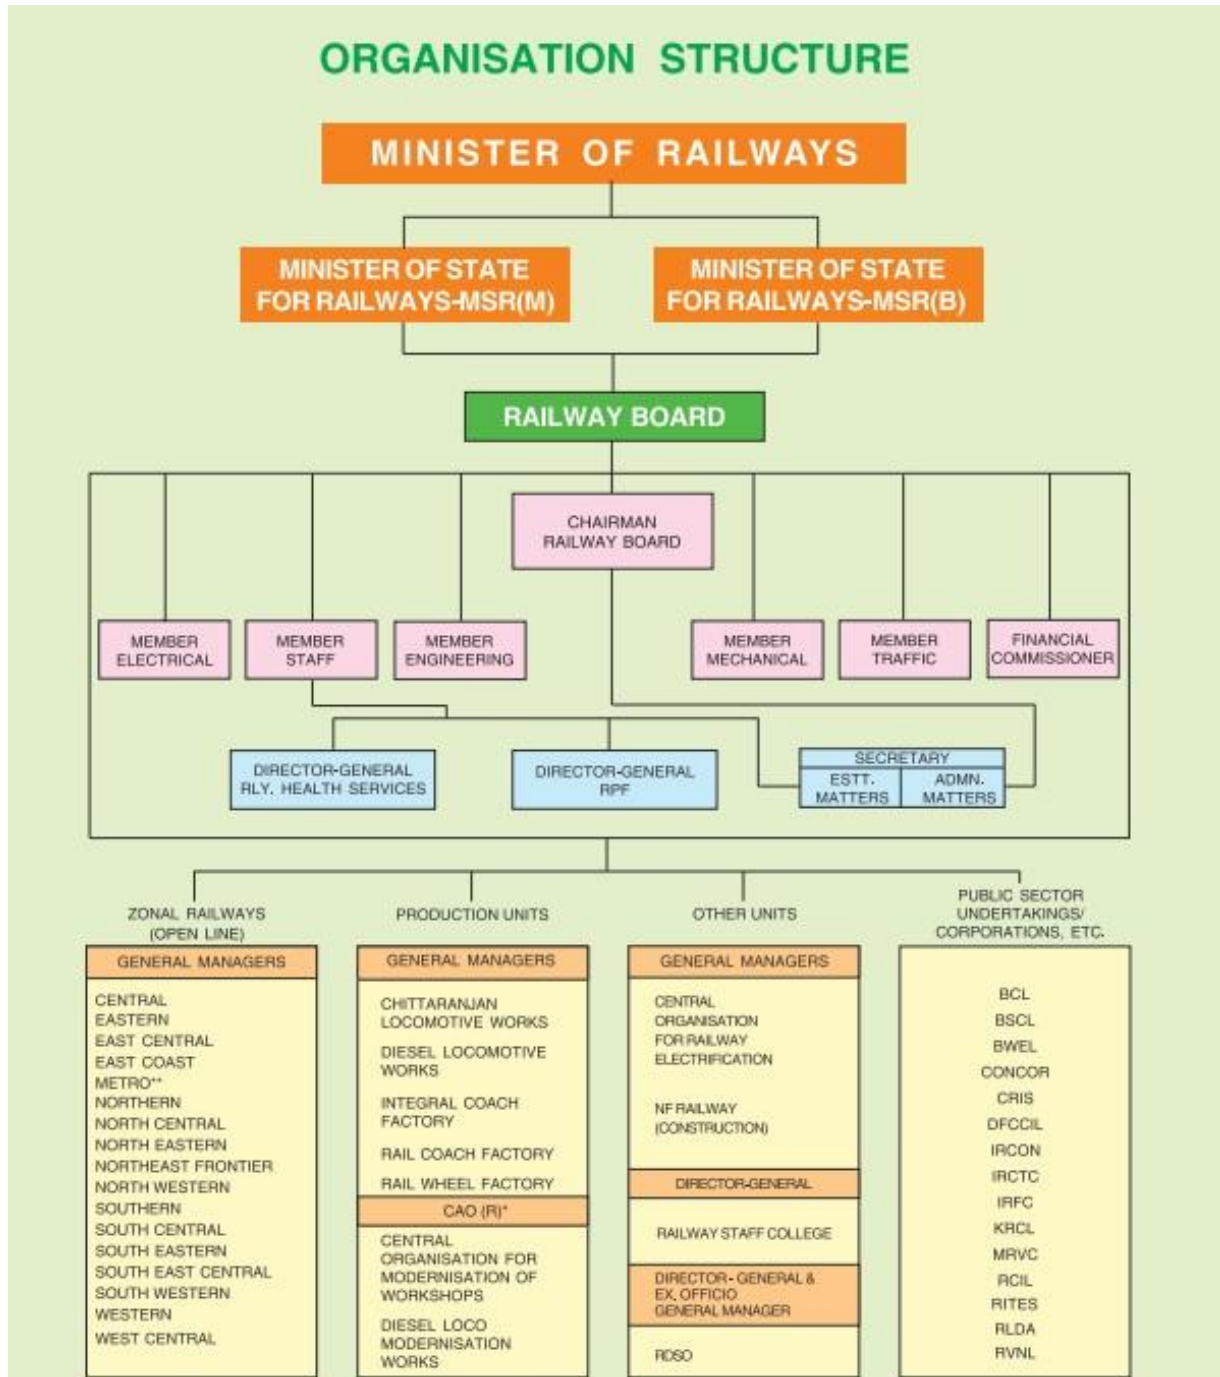 ORGANISATION STRUCTURE
MINISTER OF RAILWAYS
MINISTER OF STATE
FOR RAILWAYS-MSR(M)
MINISTER OF STATE
FOR RAILWAYS-MSR(B)
RAILWAY BOARD
CHAIRMAN
RAILWAY BOARD
MEMBER
ELECTRICAL
MEMBER
STAFF
MEMBER
ENGINEERING
MEMBER
MECHANICAL
MEMBER
TRAFFIC
FINANCIAL
COMMISSIONER
DIRECTOR-GENERAL
RLY. HEALTH SERVICES
DIRECTOR-GENERAL
RPF
SECRETARY
ESTT.
MATTERS
ADMN.
MATTERS
ZONAL RAILWAYS
(OPEN LINE)
GENERAL MANAGERS
CENTRAL
EASTERN
EAST CENTRAL
EAST COAST
METRO**
NORTHERN
NORTH CENTRAL
NORTH EASTERN
NORTHEAST FRONTIER
NORTH WESTERN
SOUTHERN
SOUTH CENTRAL
SOUTH EASTERN
SOUTH EAST CENTRAL
SOUTH WESTERN
WESTERN
WEST CENTRAL
PRODUCTION UNITS
GENERAL MANAGERS
CHITTARANJAN
LOCOMOTIVE WORKS
DIESEL LOCOMOTIVE
WORKS
INTEGRAL COACH
FACTORY
RAIL COACH FACTORY
RAIL WHEEL FACTORY
CAO (R)*
CENTRAL
ORGANISATION FOR
MODERNISATION OF
WORKSHOPS
DIESEL LOCO
MODERNISATION
WORKS
OTHER UNITS
GENERAL MANAGERS
CENTRAL
ORGANISATION
FOR RAILWAY
ELECTRIFICATION
NF RAILWAY
(CONSTRUCTION)
DIRECTOR-GENERAL
RAILWAY STAFF COLLEGE
DIRECTOR - GENERAL &
EX. OFFICIO
GENERAL MANAGER
RDSO
PUBLIC SECTOR
UNDERTAKINGS/
CORPORATIONS, ETC.
BCL
BSCL
BWEL
CONCOR
CRIS
DFCCIL
IRCON
IRCTC
IRFC
KRCL
MRVC
RCIL
RITES
RLDA
RVNL